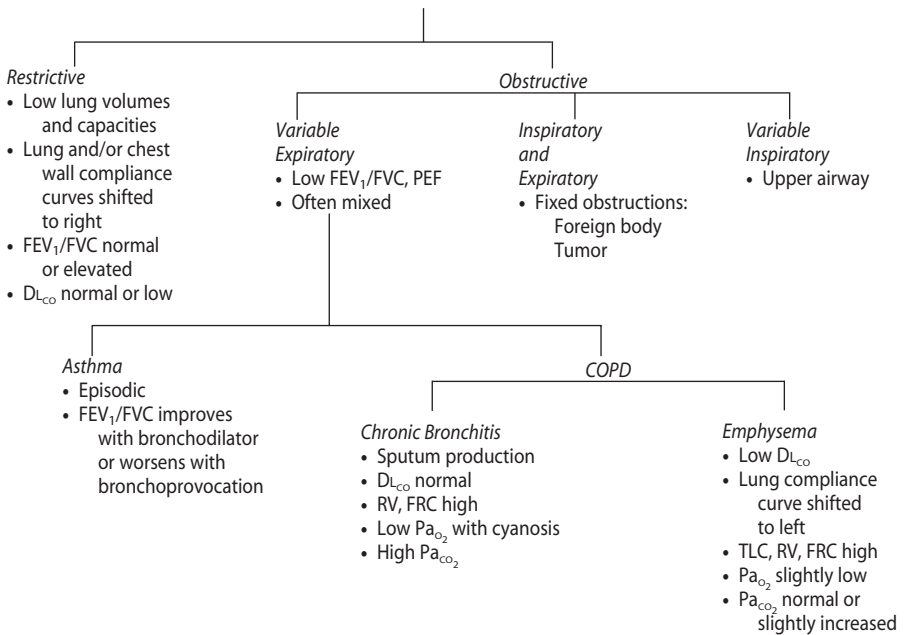 Restrictive
• Low lung volumes
and capacities
• Lung and/or chest
wall compliance
curves shifted
to right
• FEV₁/FVC normal
or elevated
• DLCO normal or low
Obstructive
Variable
Expiratory
• Low FEV₁/FVC, PEF
• Often mixed
Inspiratory
and
Expiratory
• Fixed obstructions:
Foreign body
Tumor
Variable
Inspiratory
• Upper airway
Asthma
• Episodic
• FEV₁/FVC improves
with bronchodilator
or worsens with
bronchoprovocation
COPD
Chronic Bronchitis
• Sputum production
• DLCO normal
• RV, FRC high
• Low PaO₂ with cyanosis
• High PaCO₂
Emphysema
• Low DLCO
• Lung compliance
curve shifted
to left
• TLC, RV, FRC high
• PaO₂ slightly low
• PaCO₂ normal or
slightly increased